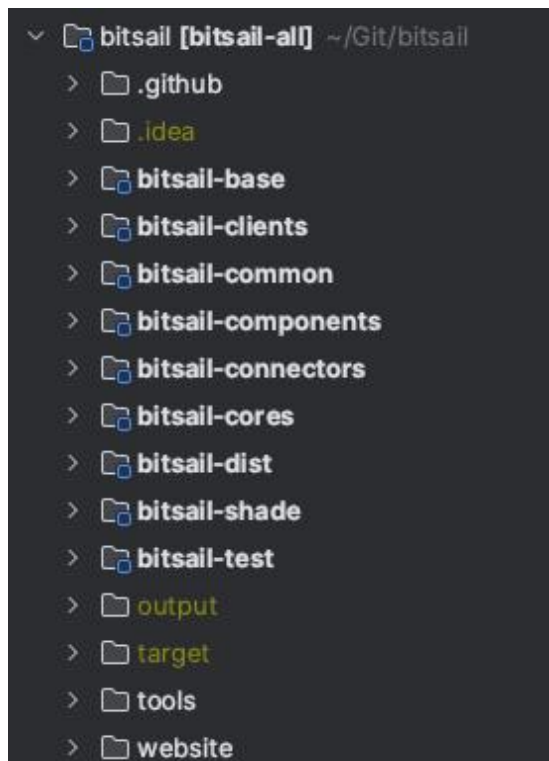 bitsail [bitsail-all] ~/Git/bitsail
.github
.idea
bitsail-base
bitsail-clients
bitsail-common
bitsail-components
bitsail-connectors
bitsail-cores
bitsail-dist
bitsail-shade
bitsail-test
output
target
tools
website